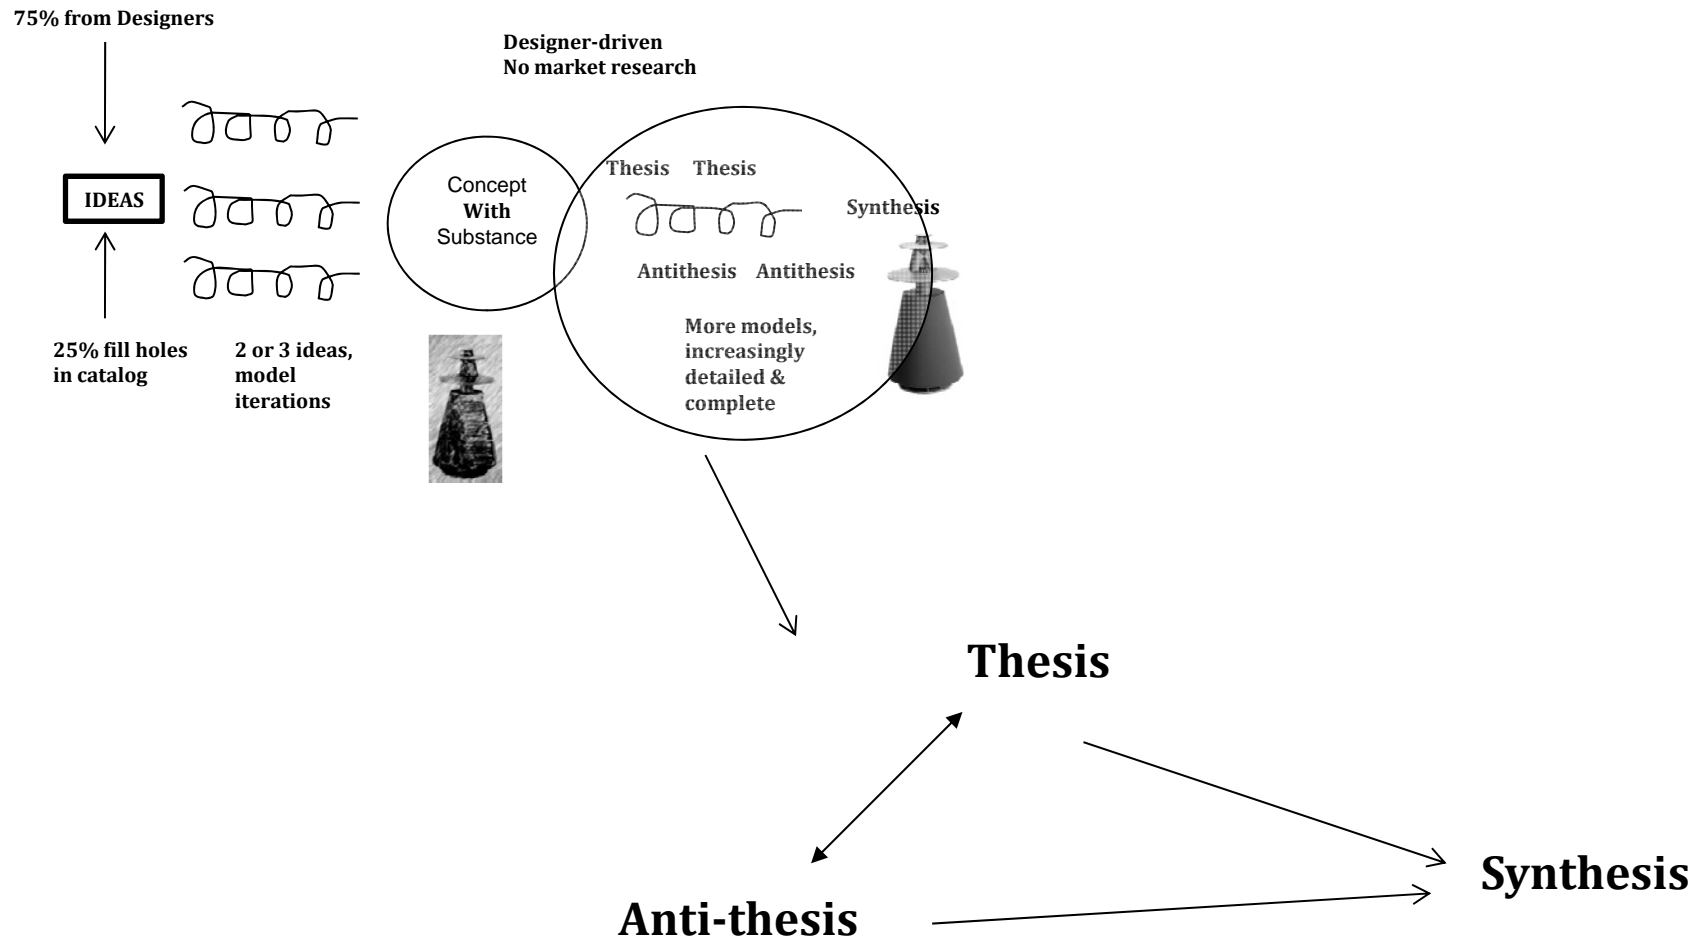 75% from Designers
Designer-driven
No market research
IDEAS
Concept
With
Substance
Thesis Thesis
Synthesis
Antithesis Antithesis
25% fill holes
in catalog
2 or 3 ideas,
model
iterations
More models,
increasingly
detailed &
complete
Thesis
Synthesis
Anti-thesis